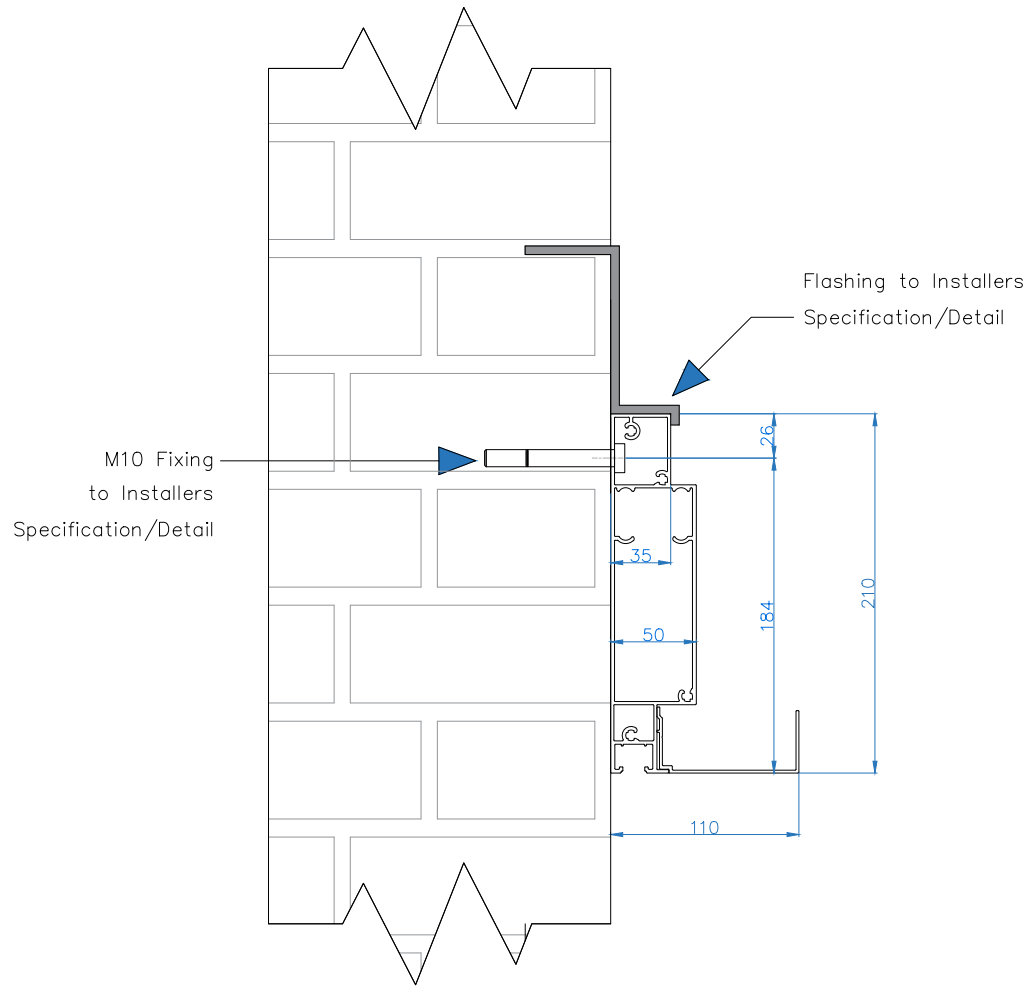 Flashing to Installers
Specification/Detail
M10 Fixing
to Installers
Specification/Detail
26
35
184
210
50
110